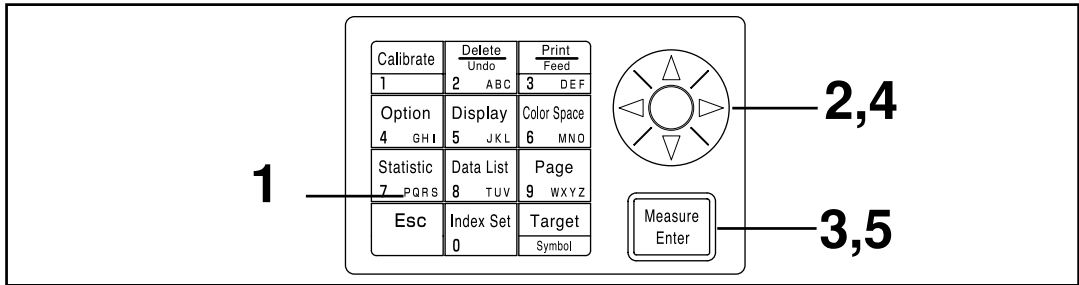 Calibrate Delete Print
Undo Feed
1 2 ABC 3 DEF
Option Display Color Space
4 GHI 5 JKL 6 MNO
2,4
Statistic Data List Page
1
7 PQRS 8 TUV 9 WXYZ
Esc Index Set Target
0 Symbol
Measure
Enter
3,5